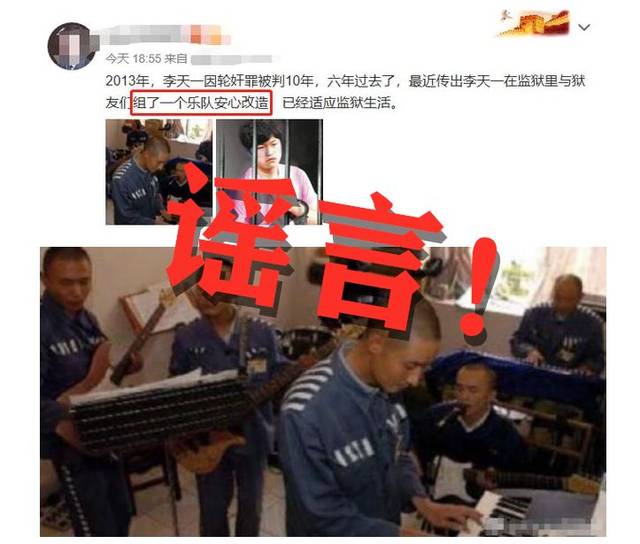 今天 18:55 来自
2013年，李天一因轮奸罪被判10年，六年过去了，最近传出李天一在监狱里与狱
友们组了一个乐队安心改造 已经适应监狱生活。
谣言！